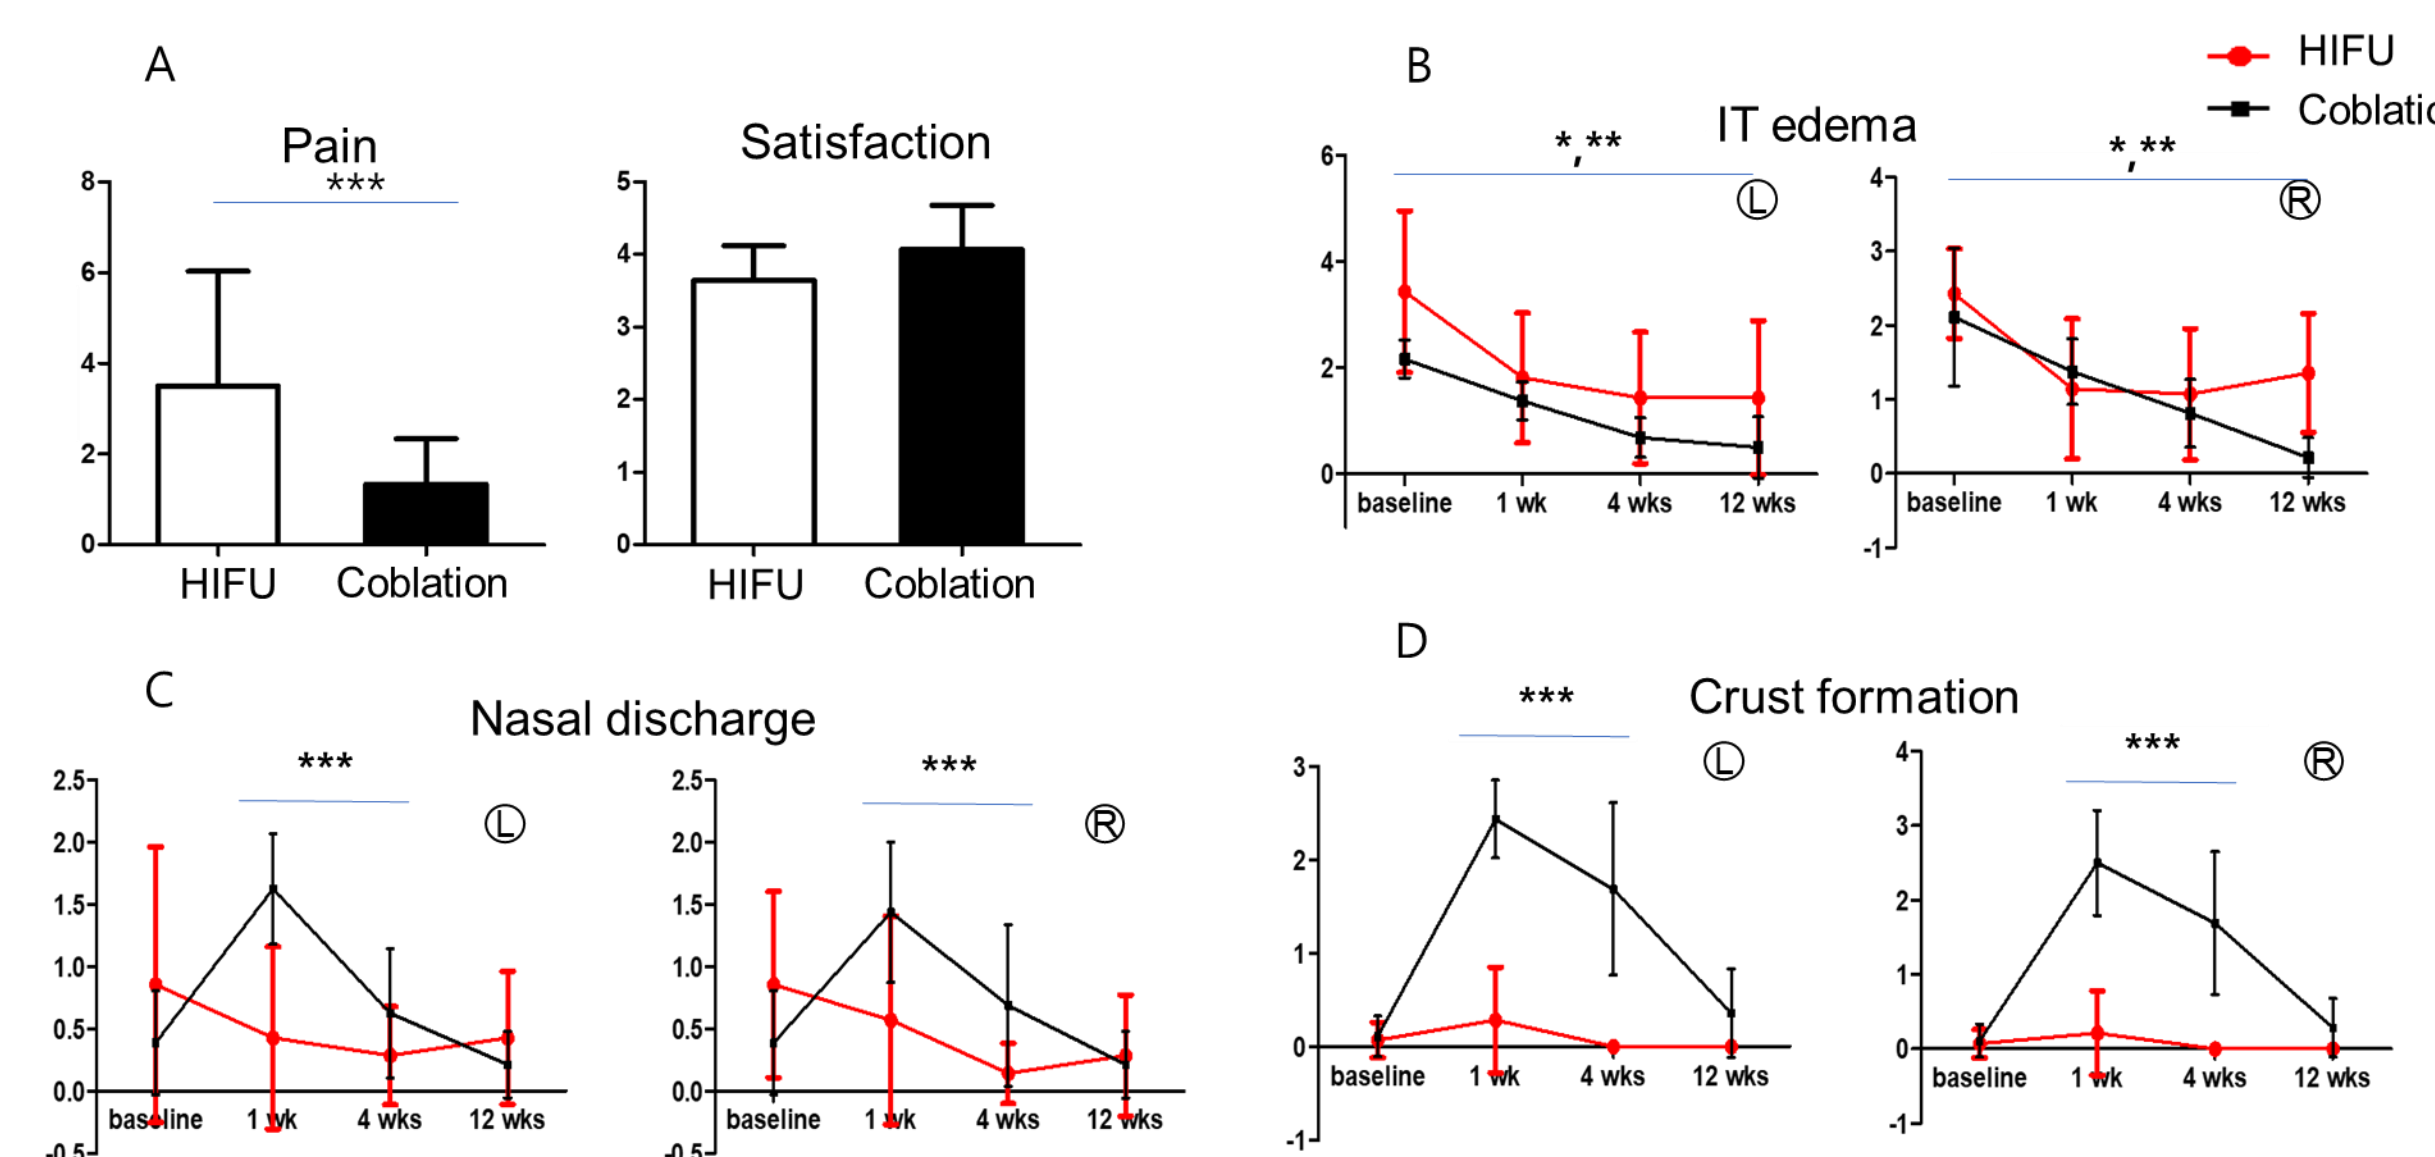 A
Pain
***
8
6
4
2
0
HIFU Coblation
Satisfaction
5
4
3
2
1
0
HIFU Coblation
B
HIFU
Coblatio
IT edema
*,**
L
6
4
2
0
baseline 1 wk 4 wks 12 wks
*,**
R
4
3
2
1
0
-1
baseline 1 wk 4 wks 12 wks
C
Nasal discharge
***
L
2.5
2.0
1.5
1.0
0.5
0.0
-0.5
baseline 1 wk 4 wks 12 wks
***
R
2.5
2.0
1.5
1.0
0.5
0.0
-0.5
baseline 1 wk 4 wks 12 wks
D
Crust formation
***
L
3
2
1
0
-1
baseline 1 wk 4 wks 12 wks
***
R
4
3
2
1
0
-1
baseline 1 wk 4 wks 12 wks